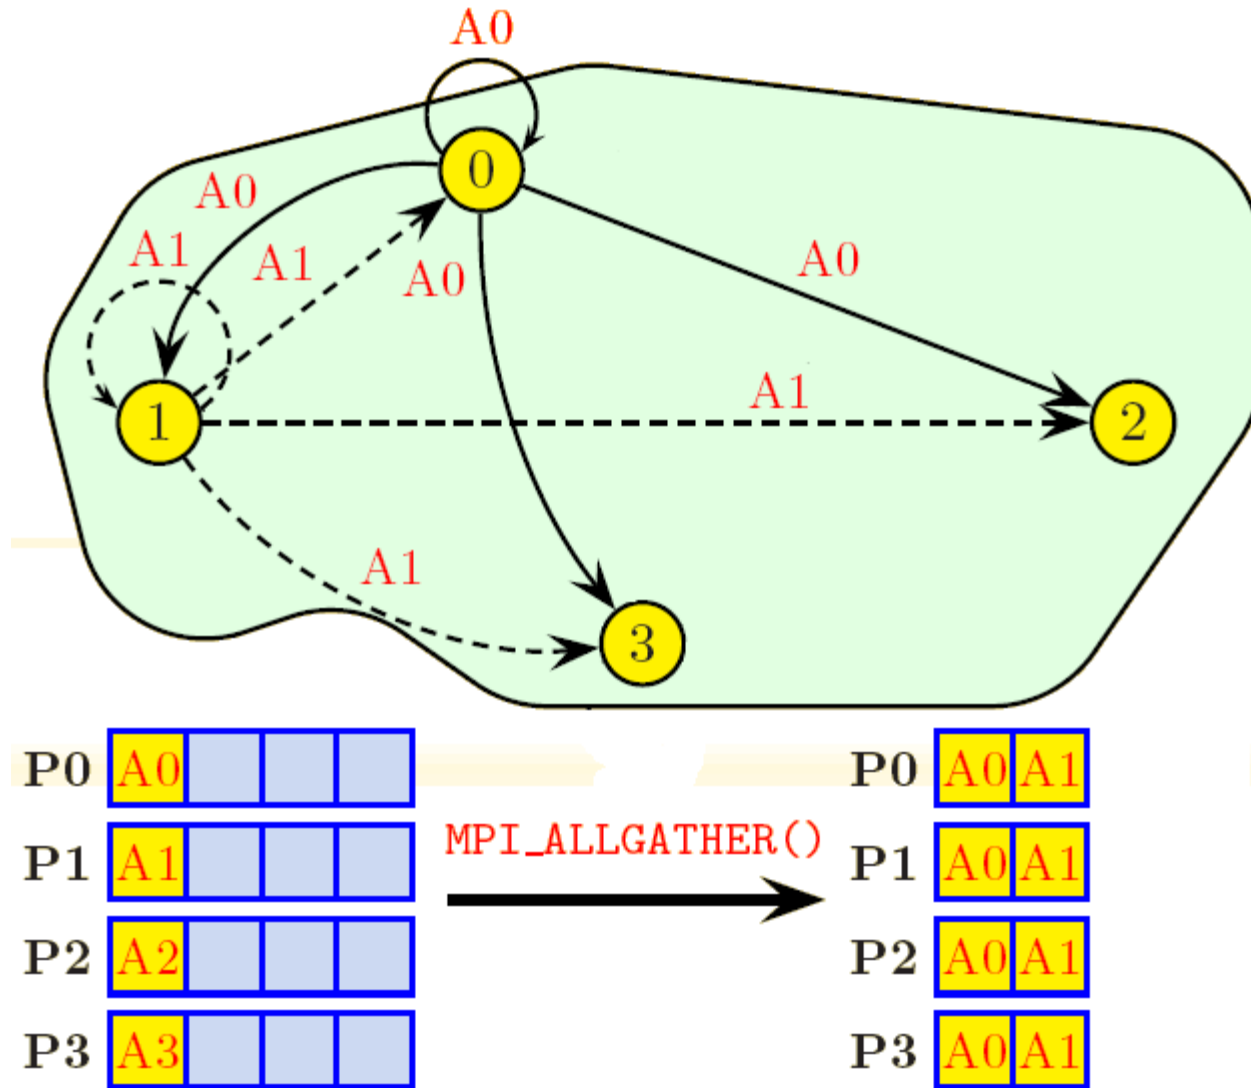 A0
0
A0
A1
A1
A0
A0
A1
1
2
A1
3
P0 A0 P0 A0 A1
MPI_ALLGATHER()
P1 A1 P1 A0 A1
P2 A2 P2 A0 A1
P3 A3 P3 A0 A1